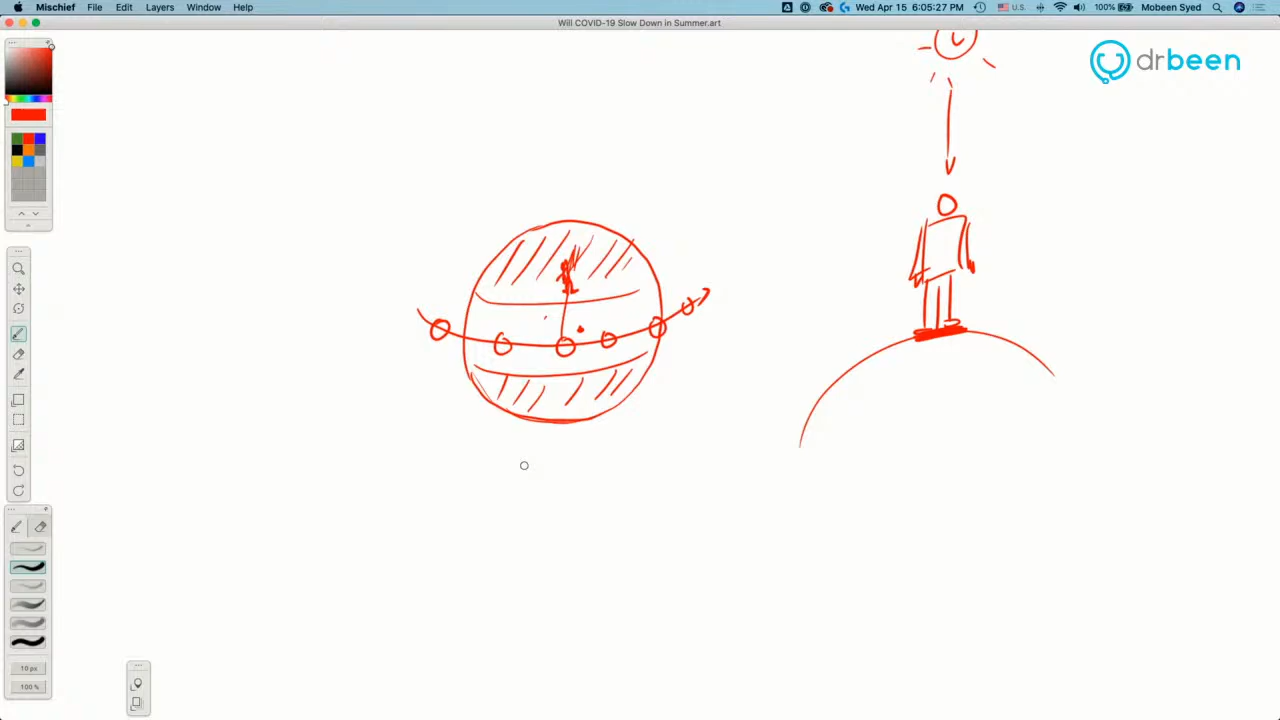 Mischief File Edit Layers Window Help
U.S. 100% Wed Apr 15 6:05:27 PM Mobeen Syed
Will COVID-19 Slow Down in Summer.art
drbeen
10 px
100 %